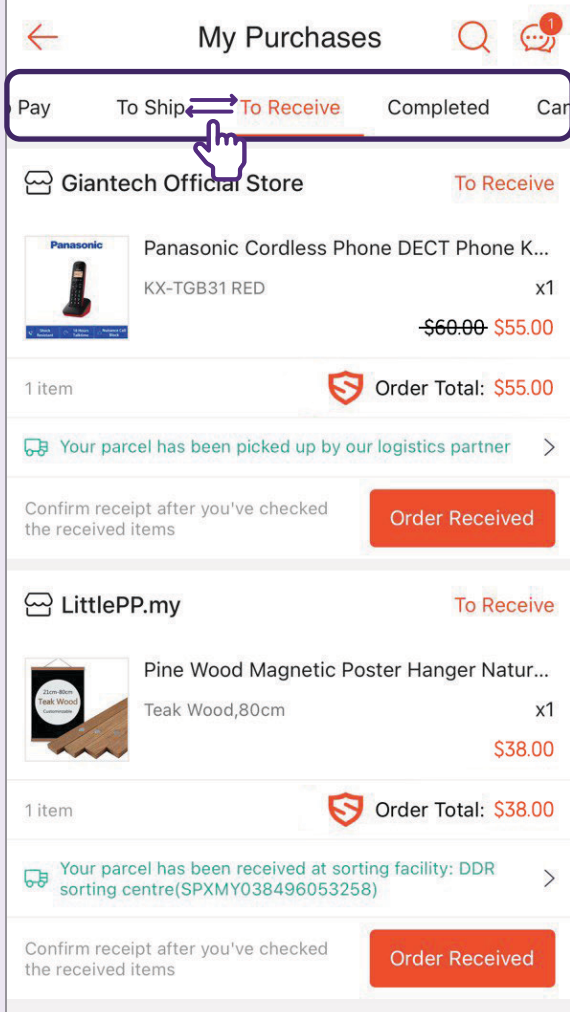 My Purchases
1
Pay To Ship To Receive Completed Car
Giantech Official Store To Receive
Panasonic
Panasonic Cordless Phone DECT Phone K...
KX-TGB31 RED x1
$60.00 $55.00
1 item Order Total: $55.00
Your parcel has been picked up by our logistics partner
Confirm receipt after you've checked
the received items
Order Received
LittlePP.my To Receive
21cm-80cm
Teak Wood
Customizable
Pine Wood Magnetic Poster Hanger Natur...
Teak Wood,80cm x1
$38.00
1 item Order Total: $38.00
Your parcel has been received at sorting facility: DDR
sorting centre(SPXMY038496053258)
Confirm receipt after you've checked
the received items
Order Received